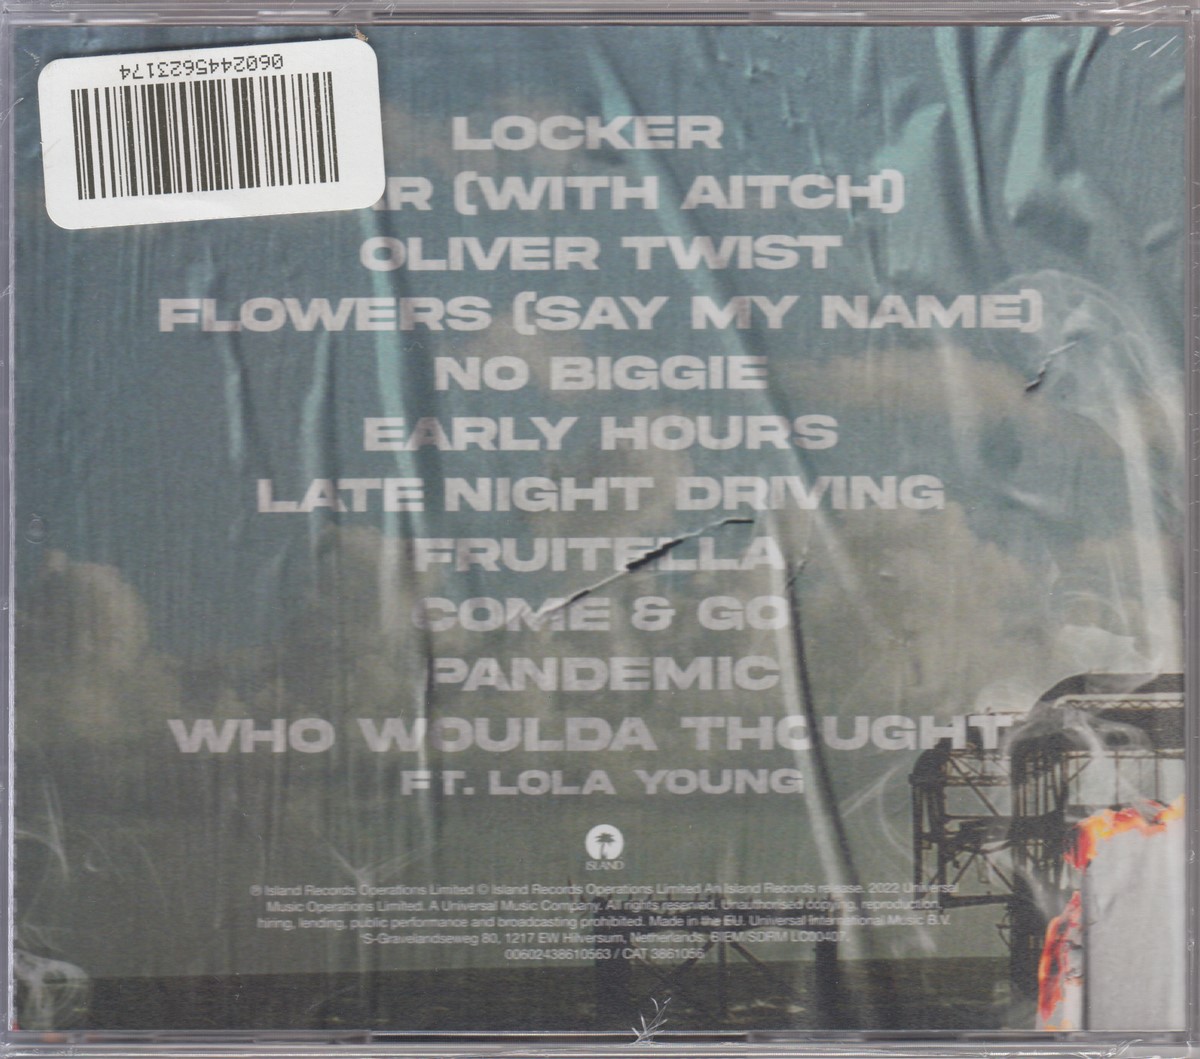 0602445623174
LOCKER
R (WITH AITCH)
OLIVER TWIST
FLOWERS (SAY MY NAME)
NO BIGGIE
EARLY HOURS
LATE NIGHT DRIVING
FRUITELLA
COME & GO
PANDEMIC
WHO WOULDA THOUGHT
FT. LOLA YOUNG
ISLAND
℗ Island Records Operations Limited © Island Records Operations Limited An Island Records release. 2022 Universal
Music Operations Limited. A Universal Music Company. All rights reserved. Unauthorised copying, reproduction,
hiring, lending, public performance and broadcasting prohibited. Made in the EU. Universal International Music B.V.
'S-Gravelandseweg 80, 1217 EW Hilversum, Netherlands. BIEM/SDRM LC00407.
00602438610563 / CAT 3861056